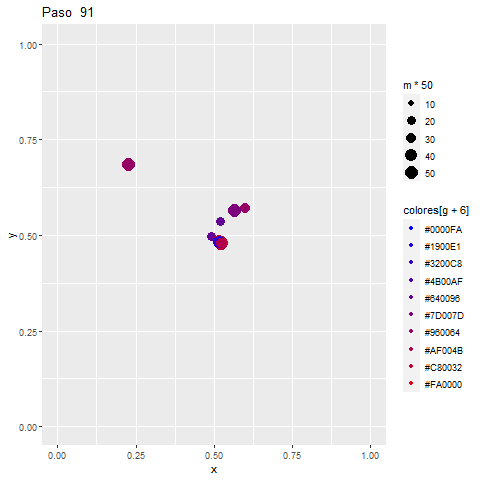 Paso  91
1.00
0.75
0.50
0.25
0.00
y
0.00
0.25
0.50
0.75
1.00
x
m * 50
10
20
30
40
50
colores[g + 6]
#0000FA
#1900E1
#3200C8
#4B00AF
#640096
#7D007D
#960064
#AF004B
#C80032
#FA0000